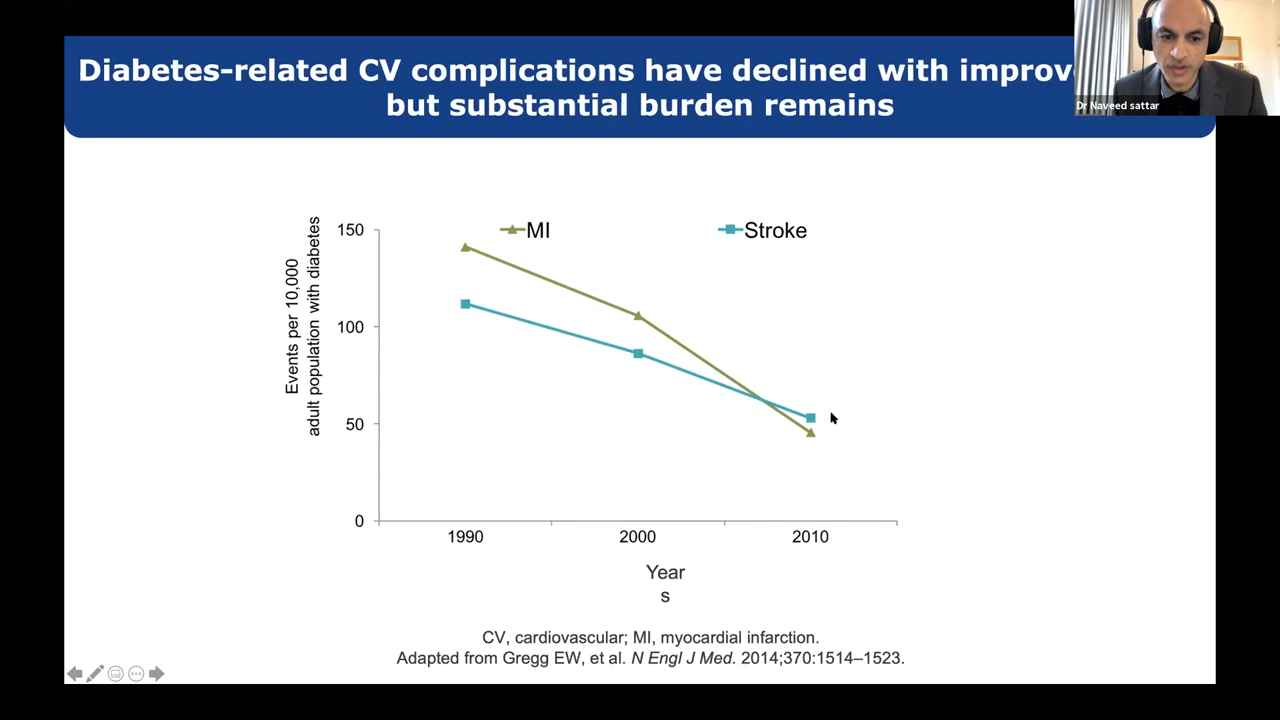 Diabetes-related CV complications have declined with
but substantial burden remains
Dr Naveed sattar
MI
Stroke
Events per 10,000
adult population with diabetes
150
100
50
0
1990
2000
2010
Year
s
CV, cardiovascular; MI, myocardial infarction.
Adapted from Gregg EW, et al. N Engl J Med. 2014;370:1514–1523.